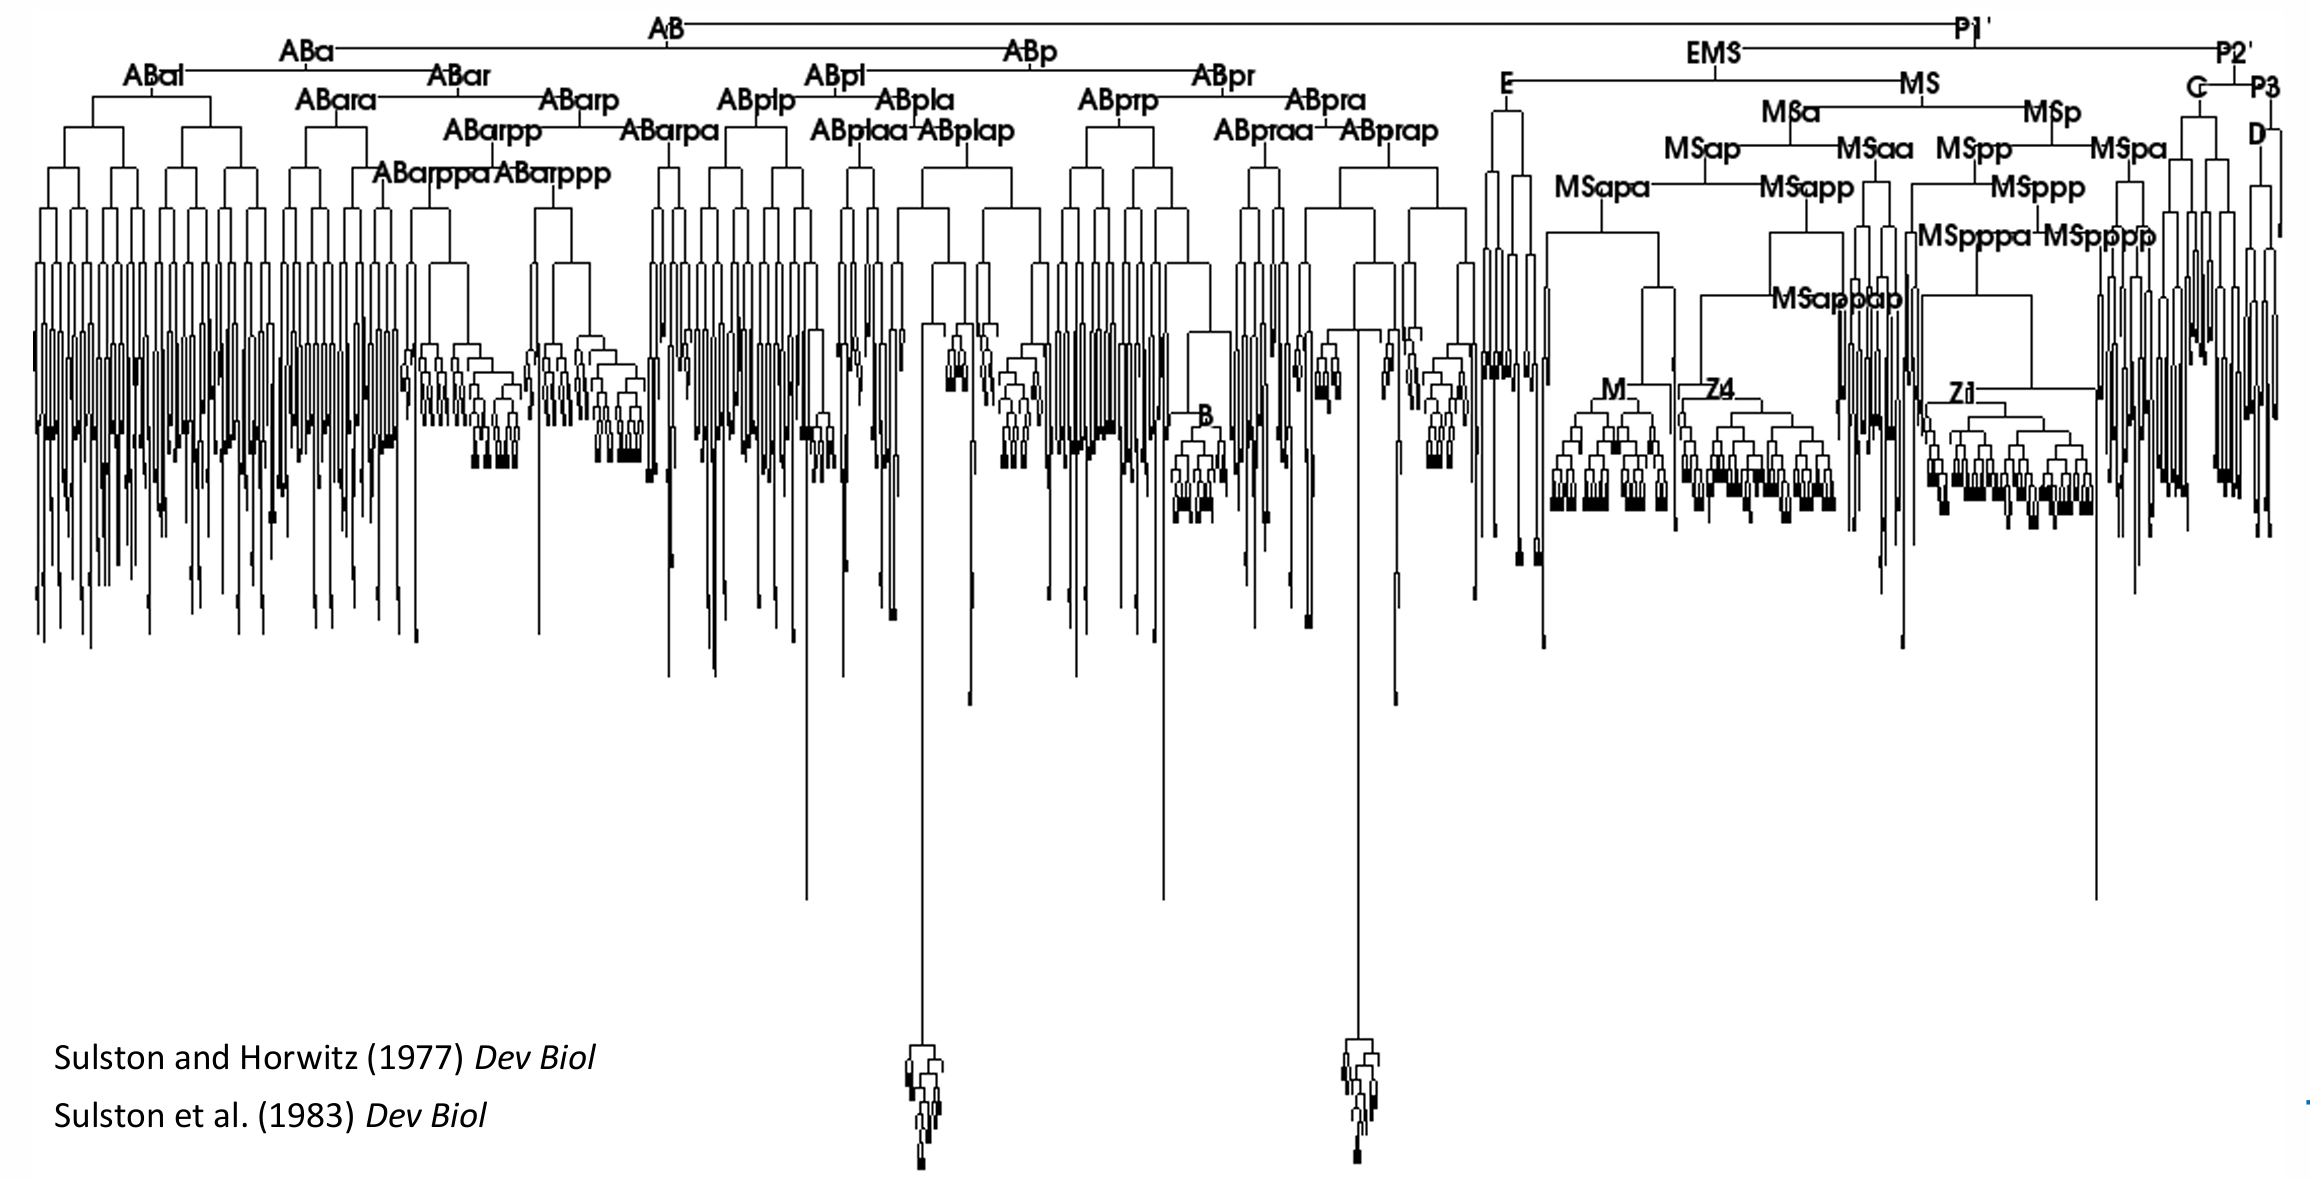 AB P1'
ABa ABp EMS P2'
ABal ABar ABpl ABpr E MS C P3
ABara ABarp ABplp ABpla ABprp ABpra MSa MSp
ABarpp ABarpa ABplaa ABplap ABpraa ABprap D
MSap MSaa MSpp MSpa
ABarppa ABarppp MSapa MSapp MSppp
MSpppa MSpppp
MSappap
M Z4 Z1
B
Sulston and Horwitz (1977) Dev Biol
Sulston et al. (1983) Dev Biol